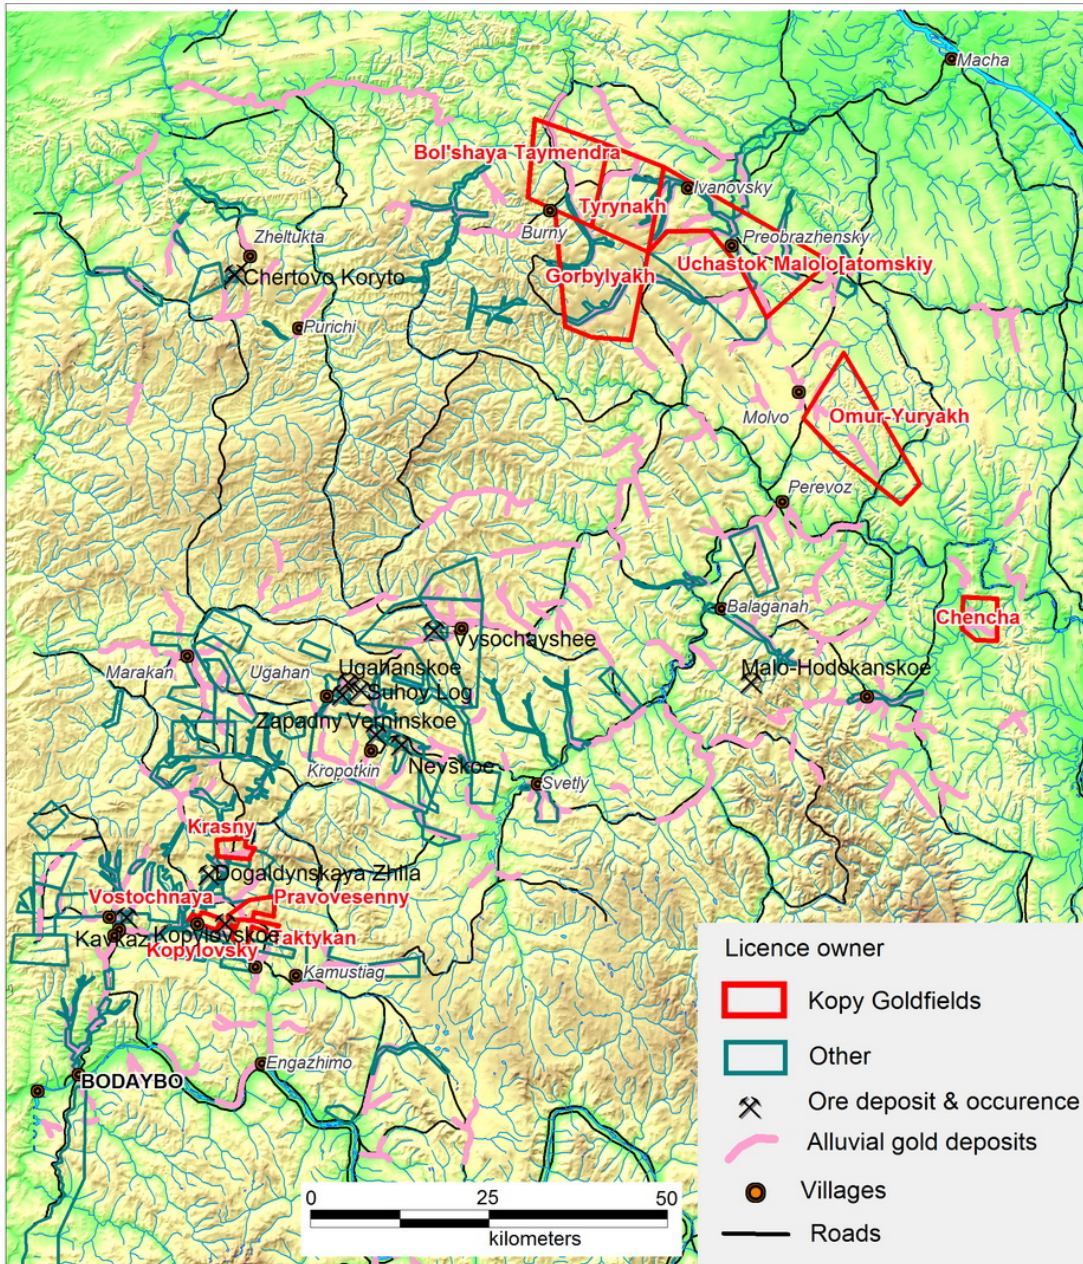 Macha
Bol'shaya Taymendra
Ivanovsky
Tyrynakh
Burny
Preobrazhensky
Zheltukta
Uchastok Malolo[atomskiy
Gorbylyakh
Chertovo Koryto
Purichi
Molvo
Omur-Yuryakh
Perevoz
Balaganah
Chencha
Vysochayshee
Marakan
Ugahan
Ugahanskoe
Malo-Hodokanskoe
Suhoy Log
Zapadny
Verninskoe
Nevskoe
Kropotkin
Svetly
Krasny
Dogaldynskaya Zhila
Vostochnaya
Pravovesenny
Kavkaz
Kopylovskoe
Taktykan
Kopylovsky
Kamustiag
Engazhimo
BODAYBO
0 25 50
kilometers
Licence owner
Kopy Goldfields
Other
Ore deposit & occurence
Alluvial gold deposits
Villages
Roads